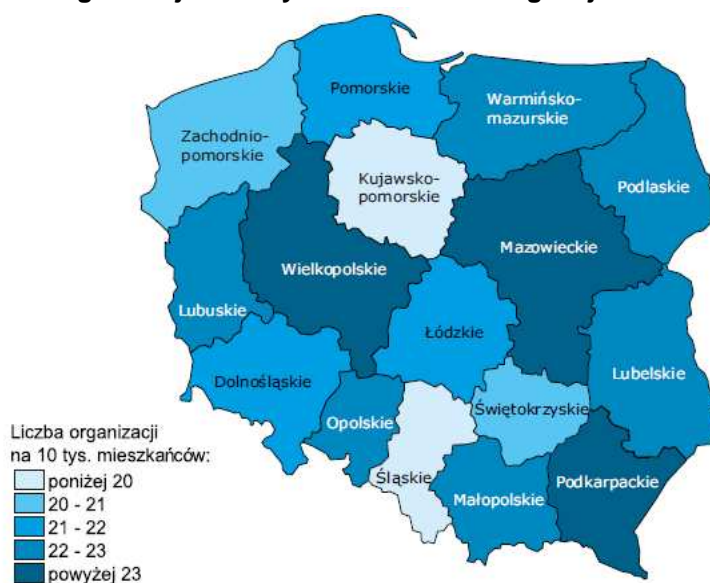 Pomorskie
Warmińsko-
mazurskie
Zachodnio-
pomorskie
Kujawsko-
pomorskie
Podlaskie
Mazowieckie
Wielkopolskie
Lubuskie
Łódzkie
Dolnośląskie
Lubelskie
Opolskie
Świętokrzyskie
Śląskie
Małopolskie
Podkarpackie
Liczba organizacji
na 10 tys. mieszkańców:
poniżej 20
20 - 21
21 - 22
22 - 23
powyżej 23